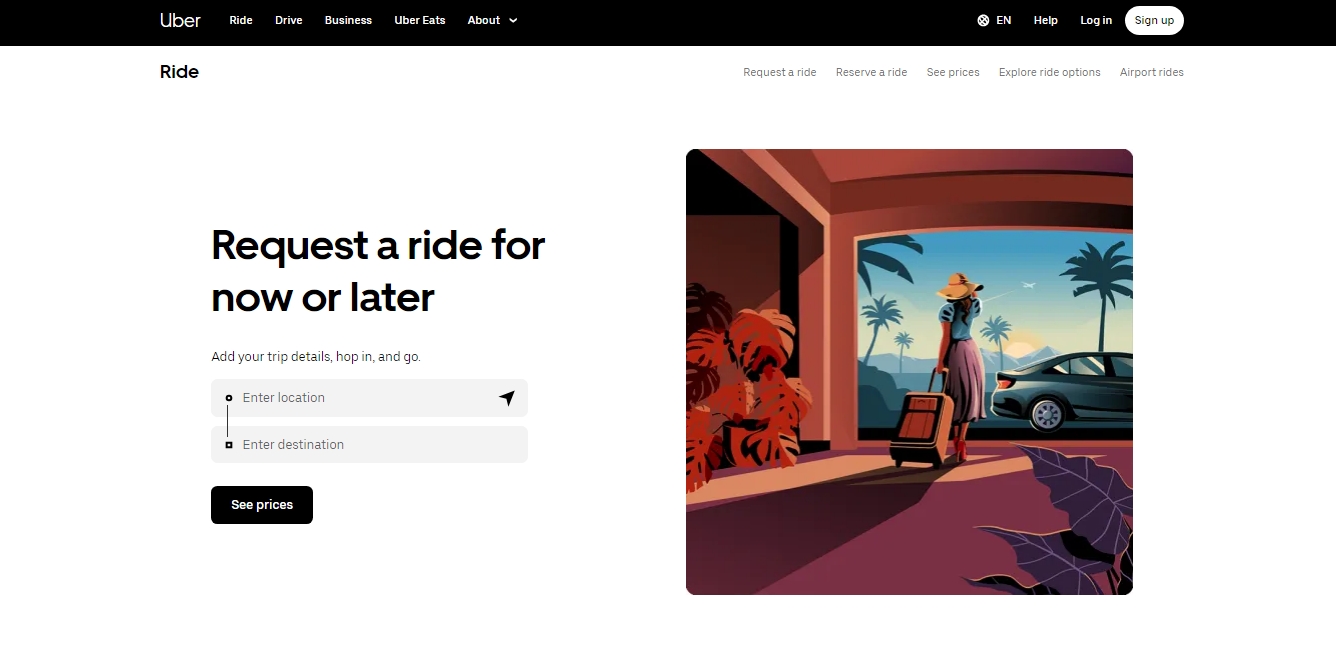 Uber Ride Drive Business Uber Eats About EN Help Log in Sign up
Ride Request a ride Reserve a ride See prices Explore ride options Airport rides
Request a ride for
now or later
Add your trip details, hop in, and go.
Enter location
Enter destination
See prices